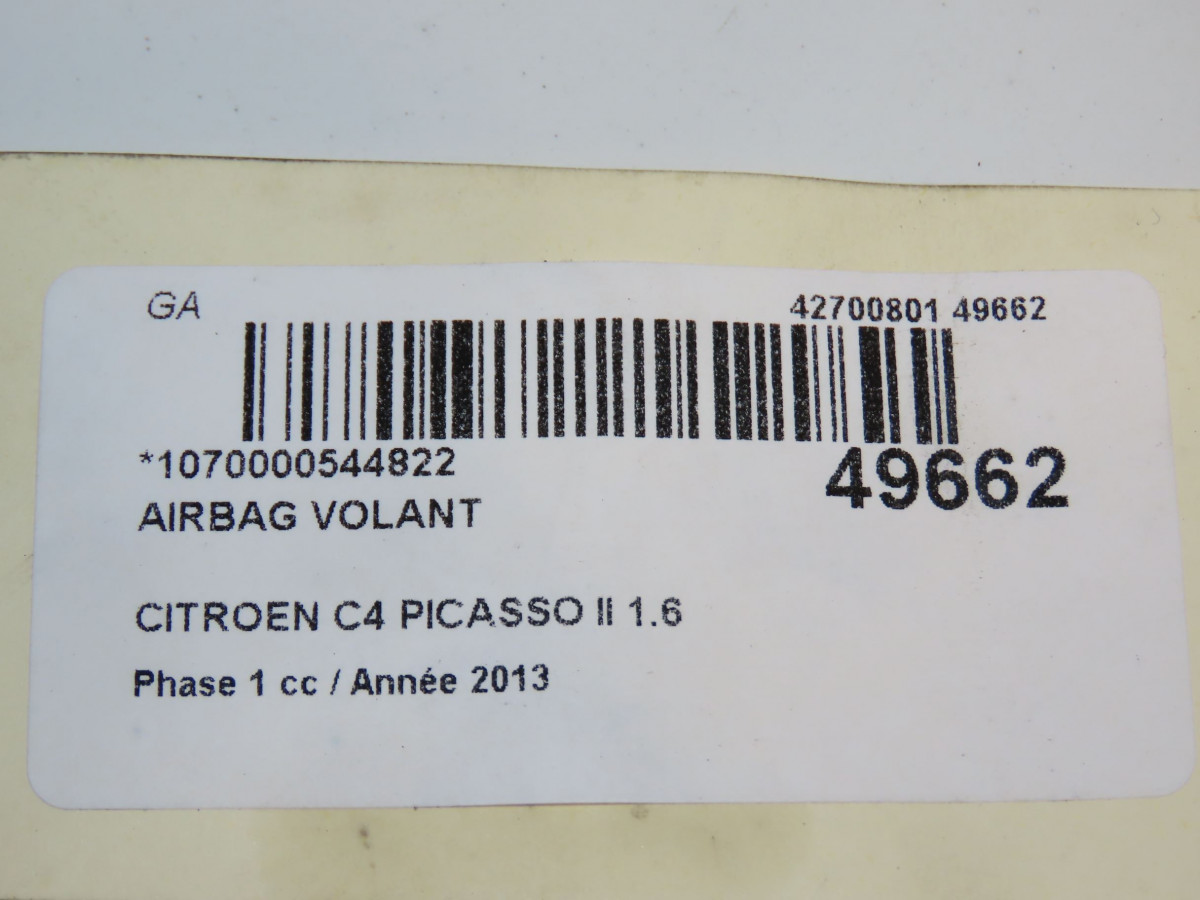 GA
42700801 49662
*1070000544822
49662
AIRBAG VOLANT
CITROEN C4 PICASSO II 1.6
Phase 1 cc / Année 2013